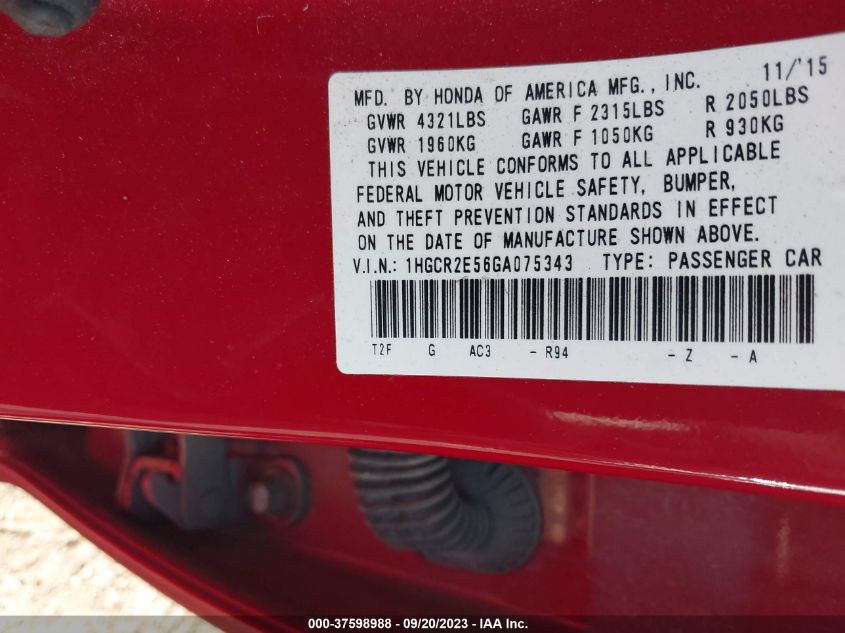 MFD. BY HONDA OF AMERICA MFG., INC. 11/'15
GVWR 4321LBS GAWR F 2315LBS R 2050LBS
GVWR 1960KG GAWR F 1050KG R 930KG
THIS VEHICLE CONFORMS TO ALL APPLICABLE
FEDERAL MOTOR VEHICLE SAFETY, BUMPER,
AND THEFT PREVENTION STANDARDS IN EFFECT
ON THE DATE OF MANUFACTURE SHOWN ABOVE.
V.I.N.: 1HGCR2E56GA075343 TYPE: PASSENGER CAR
T2F G AC3 - R94 - Z - A
000-37598988 - 09/20/2023 - IAA Inc.